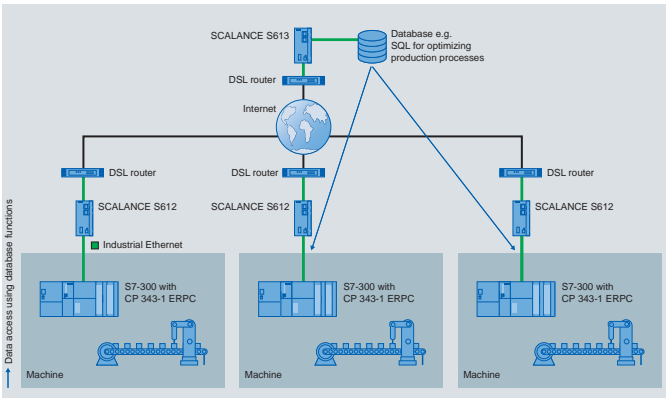 SCALANCE S613
Database e.g.
SQL for optimizing
production processes
DSL router
Internet
DSL router
DSL router
DSL router
SCALANCE S612
SCALANCE S612
SCALANCE S612
Industrial Ethernet
Data access using database functions
S7-300 with
CP 343-1 ERPC
S7-300 with
CP 343-1 ERPC
S7-300 with
CP 343-1 ERPC
Machine
Machine
Machine